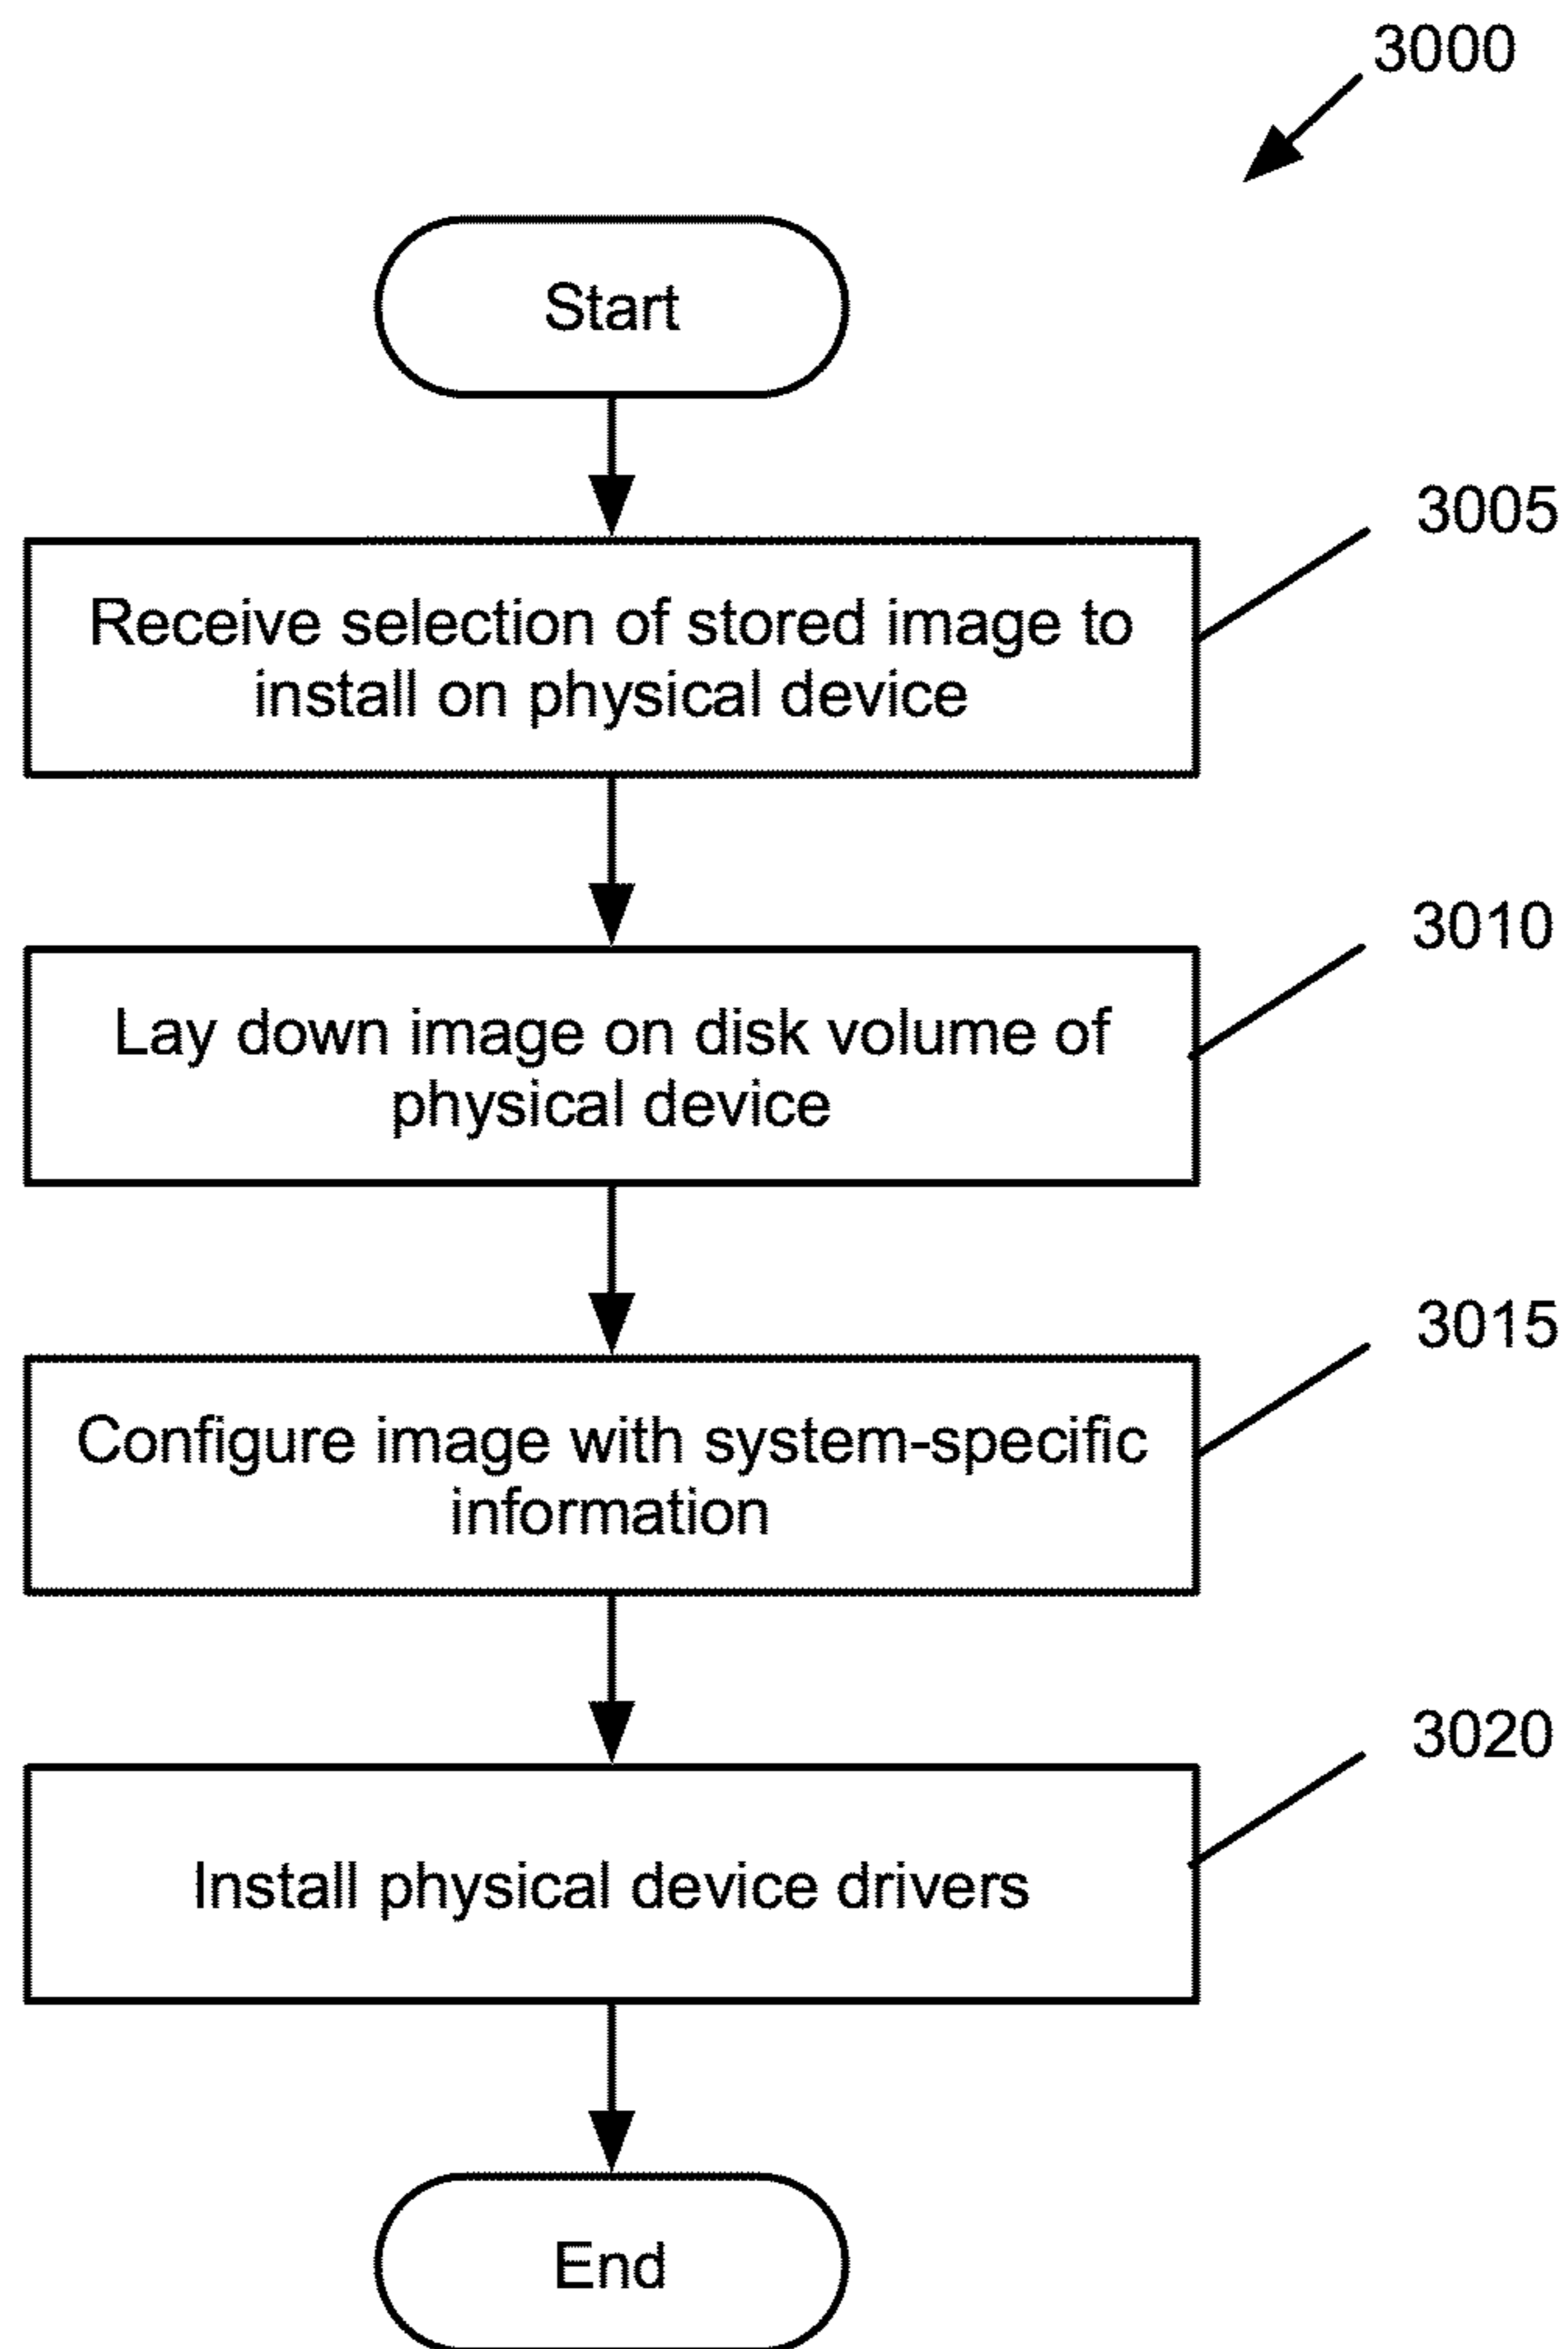 3000
Start
3005
Receive selection of stored image to
install on physical device
3010
Lay down image on disk volume of
physical device
3015
Configure image with system-specific
information
3020
Install physical device drivers
End